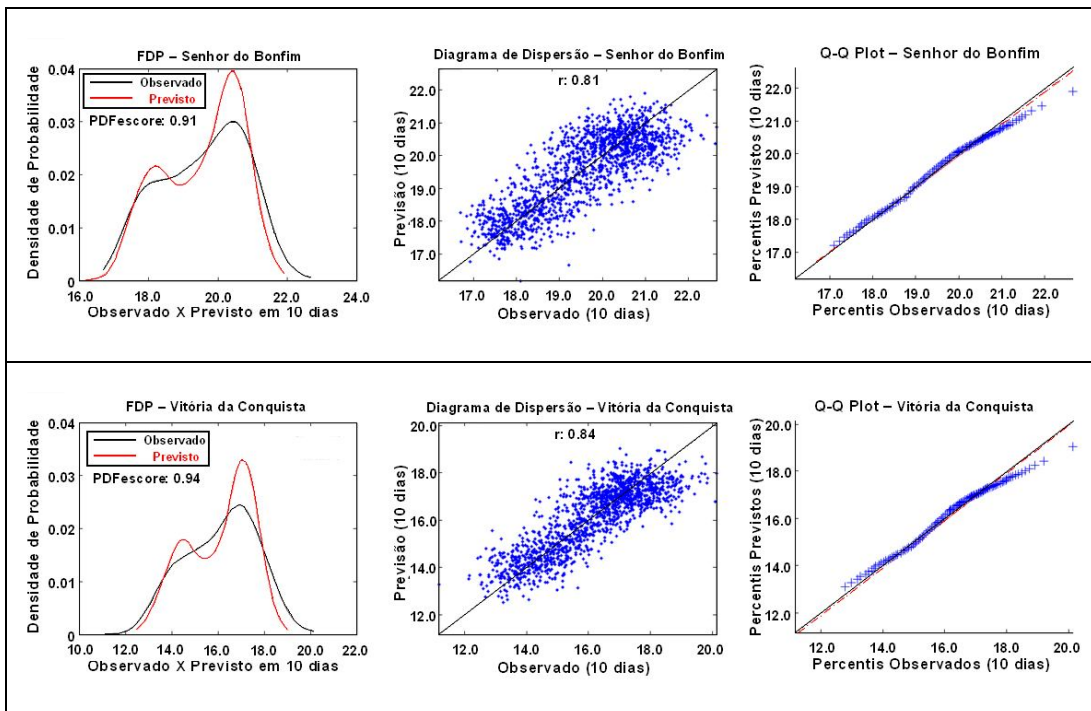 FDP – Senhor do Bonfim
Densidade de Probabilidade
0.04
0.03
0.02
0.01
0
Observado
Previsto
PDFescore: 0.91
16.0 18.0 20.0 22.0 24.0
Observado X Previsto em 10 dias
Diagrama de Dispersão – Senhor do Bonfim
r: 0.81
Previsão (10 dias)
22.0
21.0
20.0
19.0
18.0
17.0
17.0 18.0 19.0 20.0 21.0 22.0
Observado (10 dias)
Q-Q Plot – Senhor do Bonfim
Percentis Previstos (10 dias)
22.0
21.0
20.0
19.0
18.0
17.0
17.0 18.0 19.0 20.0 21.0 22.0
Percentis Observados (10 dias)
FDP – Vitória da Conquista
Densidade de Probabilidade
0.04
0.03
0.02
0.01
0
Observado
Previsto
PDFescore: 0.94
10.0 12.0 14.0 16.0 18.0 20.0 22.0
Observado X Previsto em 10 dias
Diagrama de Dispersão – Vitória da Conquista
r: 0.84
Previsão (10 dias)
20.0
18.0
16.0
14.0
12.0
12.0 14.0 16.0 18.0 20.0
Observado (10 dias)
Q-Q Plot – Vitória da Conquista
Percentis Previstos (10 dias)
20.0
18.0
16.0
14.0
12.0
12.0 14.0 16.0 18.0 20.0
Percentis Observados (10 dias)